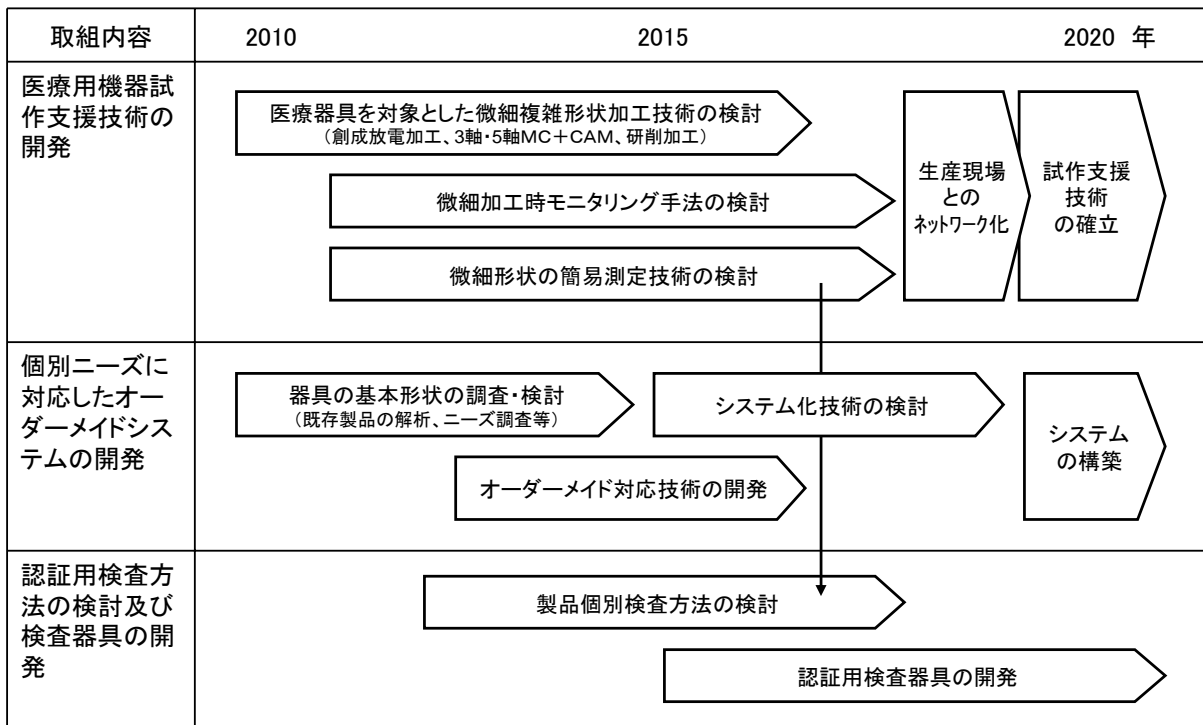 取組内容
2010
2015
2020 年
医療用機器試
作支援技術の
開発
医療器具を対象とした微細複雑形状加工技術の検討
（創成放電加工、3軸・5軸MC＋CAM、研削加工）
微細加工時モニタリング手法の検討
微細形状の簡易測定技術の検討
生産現場
との
ネットワーク化
試作支援
技術
の確立
個別ニーズに
対応したオー
ダーメイドシス
テムの開発
器具の基本形状の調査・検討
（既存製品の解析、ニーズ調査等）
システム化技術の検討
オーダーメイド対応技術の開発
システム
の構築
認証用検査方
法の検討及び
検査器具の開
発
製品個別検査方法の検討
認証用検査器具の開発